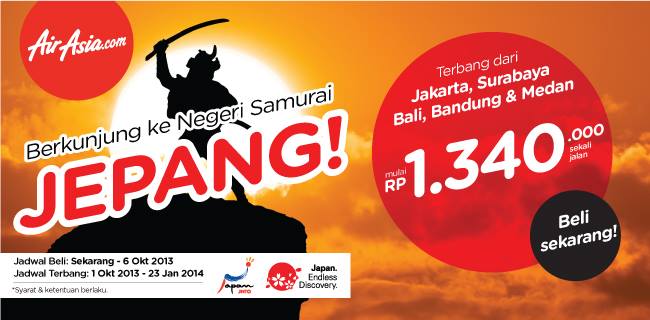 AirAsia.com
Berkunjung ke Negeri Samurai
JEPANG!
Terbang dari
Jakarta, Surabaya
Bali, Bandung & Medan
mulai
RP 1.340.000
sekali
jalan
Beli
sekarang!
Jadwal Beli: Sekarang - 6 Okt 2013
Jadwal Terbang: 1 Okt 2013 - 23 Jan 2014
*Syarat & ketentuan berlaku.
Japan
JNTO
Japan.
Endless
Discovery.